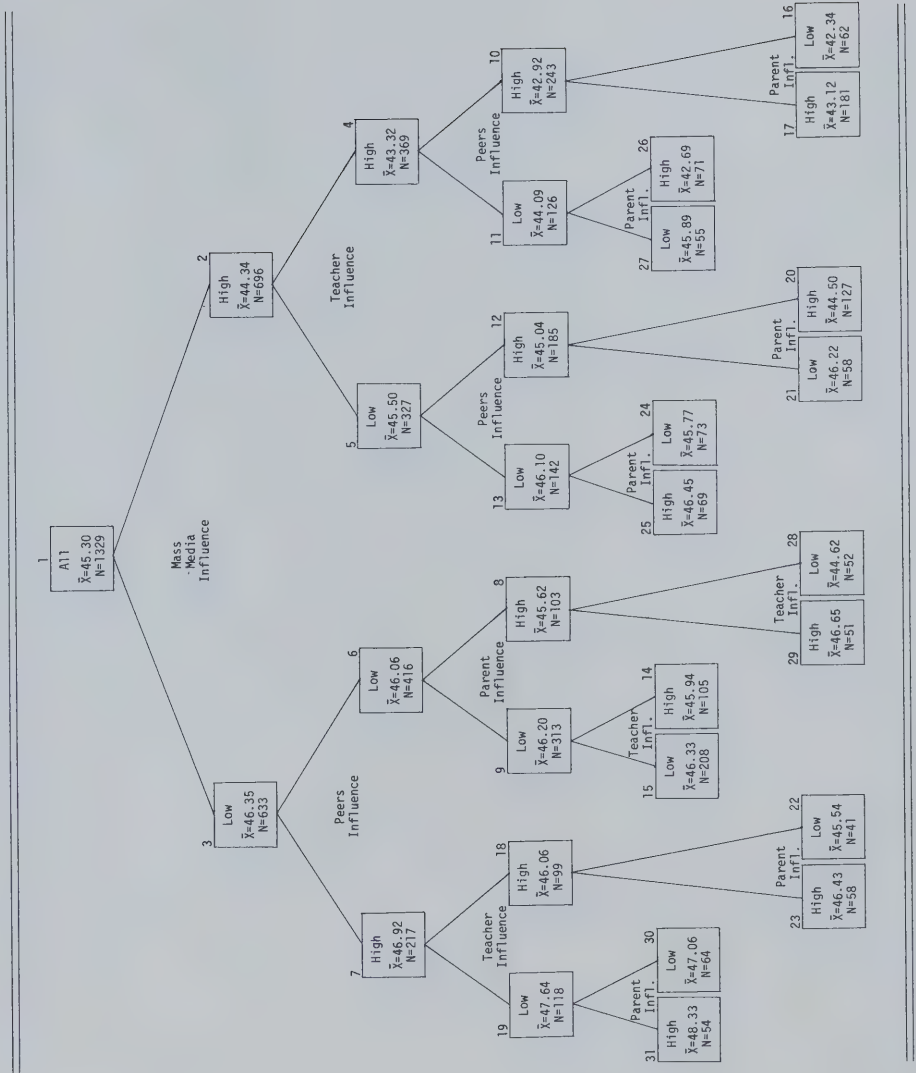 1
All
X̄=45.30
N=1329
Mass
Media
Influence
3
Low
X̄=46.35
N=633
2
High
X̄=44.34
N=696
Peers
Influence
Teacher
Influence
7
High
X̄=46.92
N=217
6
Low
X̄=46.06
N=416
5
Low
X̄=45.50
N=327
4
High
X̄=43.32
N=369
Teacher
Influence
Parent
Influence
Peers
Influence
Peers
Influence
19
Low
X̄=47.64
N=118
18
High
X̄=46.06
N=99
9
Low
X̄=46.20
N=313
8
High
X̄=45.62
N=103
13
Low
X̄=46.10
N=142
12
High
X̄=45.04
N=185
11
Low
X̄=44.09
N=126
10
High
X̄=42.92
N=243
Parent
Infl.
31
High
X̄=48.33
N=54
30
Low
X̄=47.06
N=64
Parent
Infl.
23
High
X̄=46.43
N=58
22
Low
X̄=45.54
N=41
Teacher
Infl.
15
Low
X̄=46.33
N=208
14
High
X̄=45.94
N=105
Teacher
Infl.
29
High
X̄=46.65
N=51
28
Low
X̄=44.62
N=52
Parent
Infl.
25
High
X̄=46.45
N=69
24
Low
X̄=45.77
N=73
Parent
Infl.
21
Low
X̄=46.22
N=58
20
High
X̄=44.50
N=127
Parent
Infl.
27
Low
X̄=45.89
N=55
26
High
X̄=42.69
N=71
Parent
Infl.
17
High
X̄=43.12
N=181
16
Low
X̄=42.34
N=62